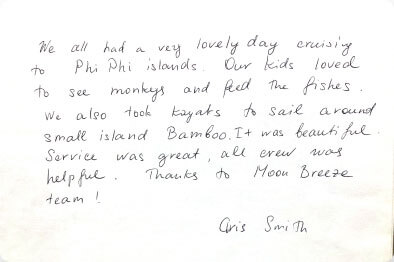 We all had a vey lovely day cruising
to Phi Phi islands. Our kids loved
to see monkeys and feed the fishes.
We also took kayaks to sail around
small island Bamboo. It was beautiful.
Service was great, all crew was
helpful. Thanks to Moon Breeze
team!
Chris Smith